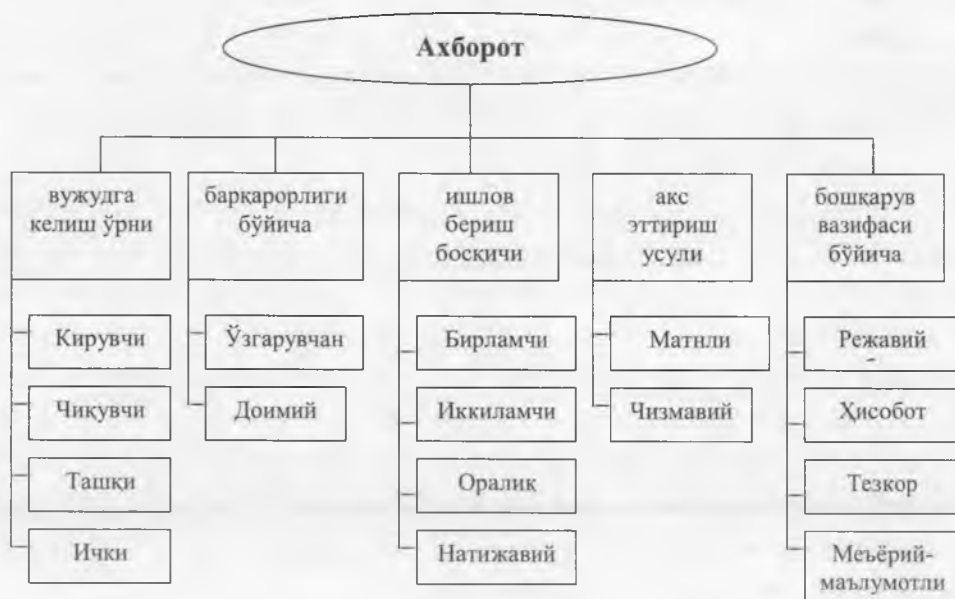 Ахборот
вужудга
келиш ўрни
барқарорлиги
бўйича
ишлов
бериш
босқичи
акс
эттириш
усули
бошқарув
вазифаси
бўйича
Кирувчи
Чиқувчи
Ташқи
Ички
Ўзгарувчан
Доимий
Бирламчи
Иккиламчи
Оралиқ
Натижавий
Матнли
Чизмавий
Режавий
Ҳисобот
Тезкор
Меъёрий-
маълумотли